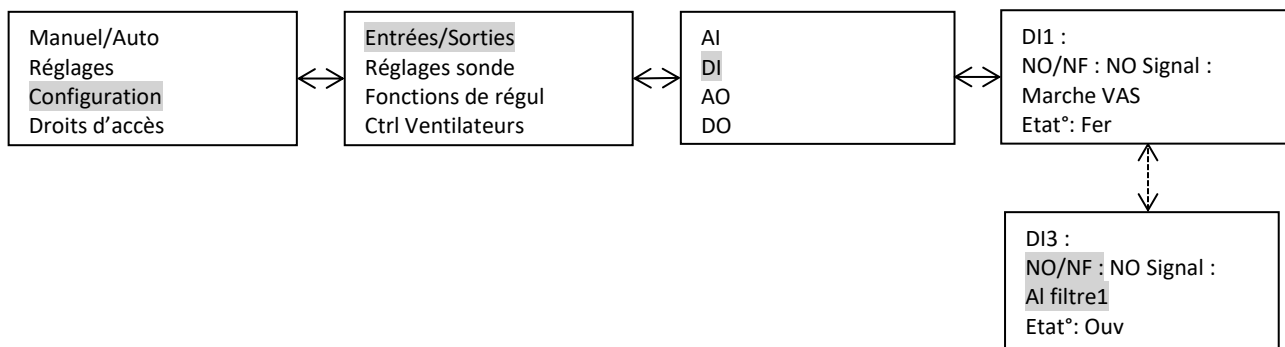 Manuel/Auto
Réglages
Configuration
Droits d’accès
Entrées/Sorties
Réglages sonde
Fonctions de régul
Ctrl Ventilateurs
AI
DI
AO
DO
DI1 :
NO/NF : NO Signal :
Marche VAS
Etat°: Fer
DI3 :
NO/NF : NO Signal :
Al filtre1
Etat°: Ouv